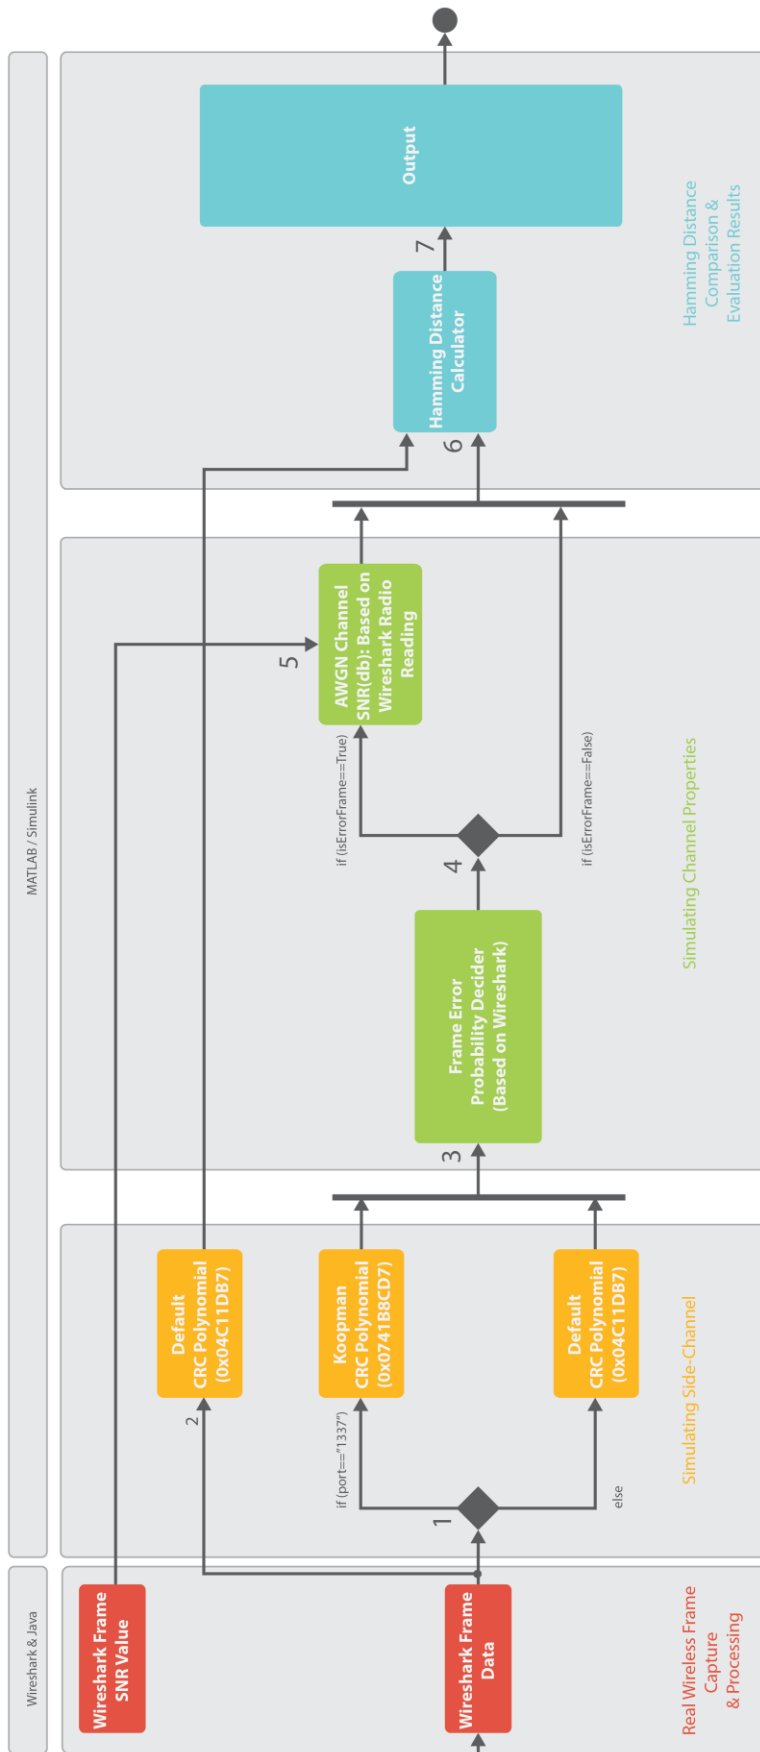 Wireshark & Java
MATLAB / Simulink
Wireshark Frame
SNR Value
Wireshark Frame
Data
Real Wireless Frame
Capture
& Processing
1
2
if (port=="1337")
else
Default
CRC Polynomial
(0x04C11DB7)
Koopman
CRC Polynomial
(0x0741B8CD7)
Default
CRC Polynomial
(0x04C11DB7)
Simulating Side-Channel
3
Frame Error
Probability Decider
(Based on Wireshark)
4
if (isErrorFrame==True)
if (isErrorFrame==False)
5
AWGN Channel
SNR(db): Based on
Wireshark Radio
Reading
Simulating Channel Properties
6
Hamming Distance
Calculator
7
Output
Hamming Distance
Comparison &
Evaluation Results